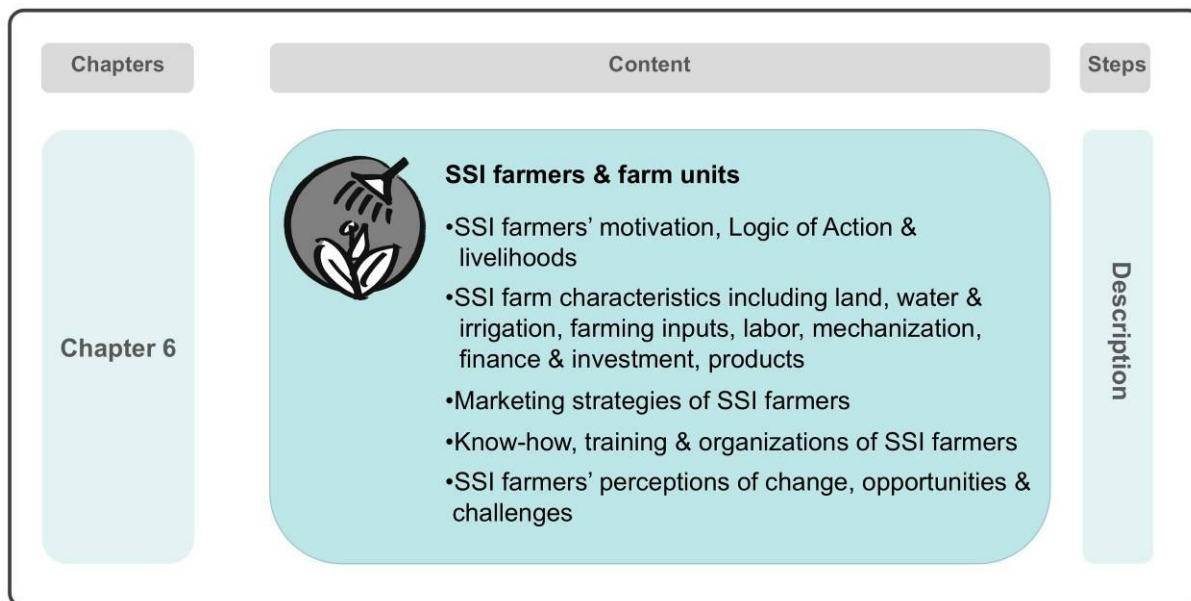 Chapters
Content
Steps
Chapter 6
SSI farmers & farm units
•SSI farmers’ motivation, Logic of Action &
livelihoods
•SSI farm characteristics including land, water &
irrigation, farming inputs, labor, mechanization,
finance & investment, products
•Marketing strategies of SSI farmers
•Know-how, training & organizations of SSI farmers
•SSI farmers’ perceptions of change, opportunities &
challenges
Description